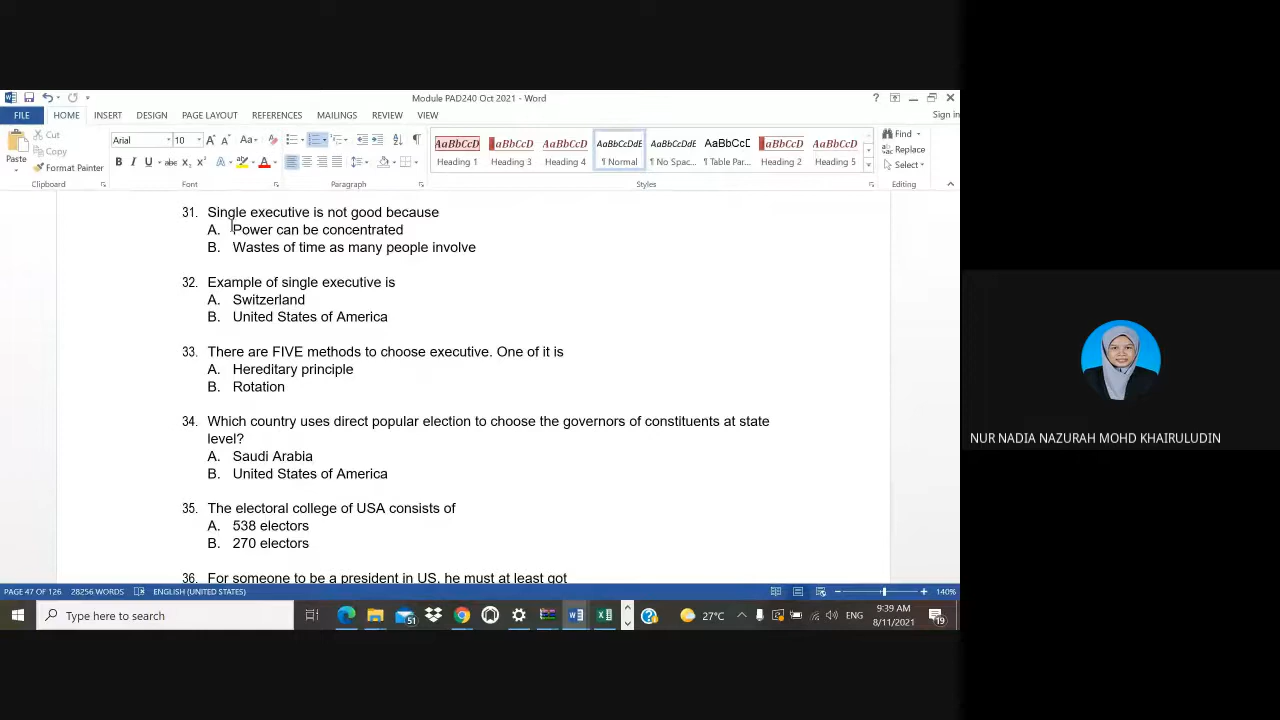 Module PAD240 Oct 2021 - Word
?
FILE HOME INSERT DESIGN PAGE LAYOUT REFERENCES MAILINGS REVIEW VIEW Sign in
Paste
Cut
Copy
Format Painter
Arial 10
AaBbCcD Heading 1
AaBbCcD Heading 3
AaBbCcD Heading 4
AaBbCcDdE ¶ Normal
AaBbCcDdE ¶ No Spac...
AaBbCcE ¶ Table Par...
AaBbCcD Heading 2
AaBbCcD Heading 5
Find
Replace
Select
Clipboard Font Paragraph Styles Editing
31. Single executive is not good because
A. Power can be concentrated
B. Wastes of time as many people involve
32. Example of single executive is
A. Switzerland
B. United States of America
33. There are FIVE methods to choose executive. One of it is
A. Hereditary principle
B. Rotation
34. Which country uses direct popular election to choose the governors of constituents at state
level?
A. Saudi Arabia
B. United States of America
35. The electoral college of USA consists of
A. 538 electors
B. 270 electors
36. For someone to be a president in US, he must at least got
NUR NADIA NAZURAH MOHD KHAIRULUDIN
PAGE 47 OF 126 28256 WORDS ENGLISH (UNITED STATES) 140%
Type here to search
51
27°C
ENG
9:39 AM
8/11/2021
19